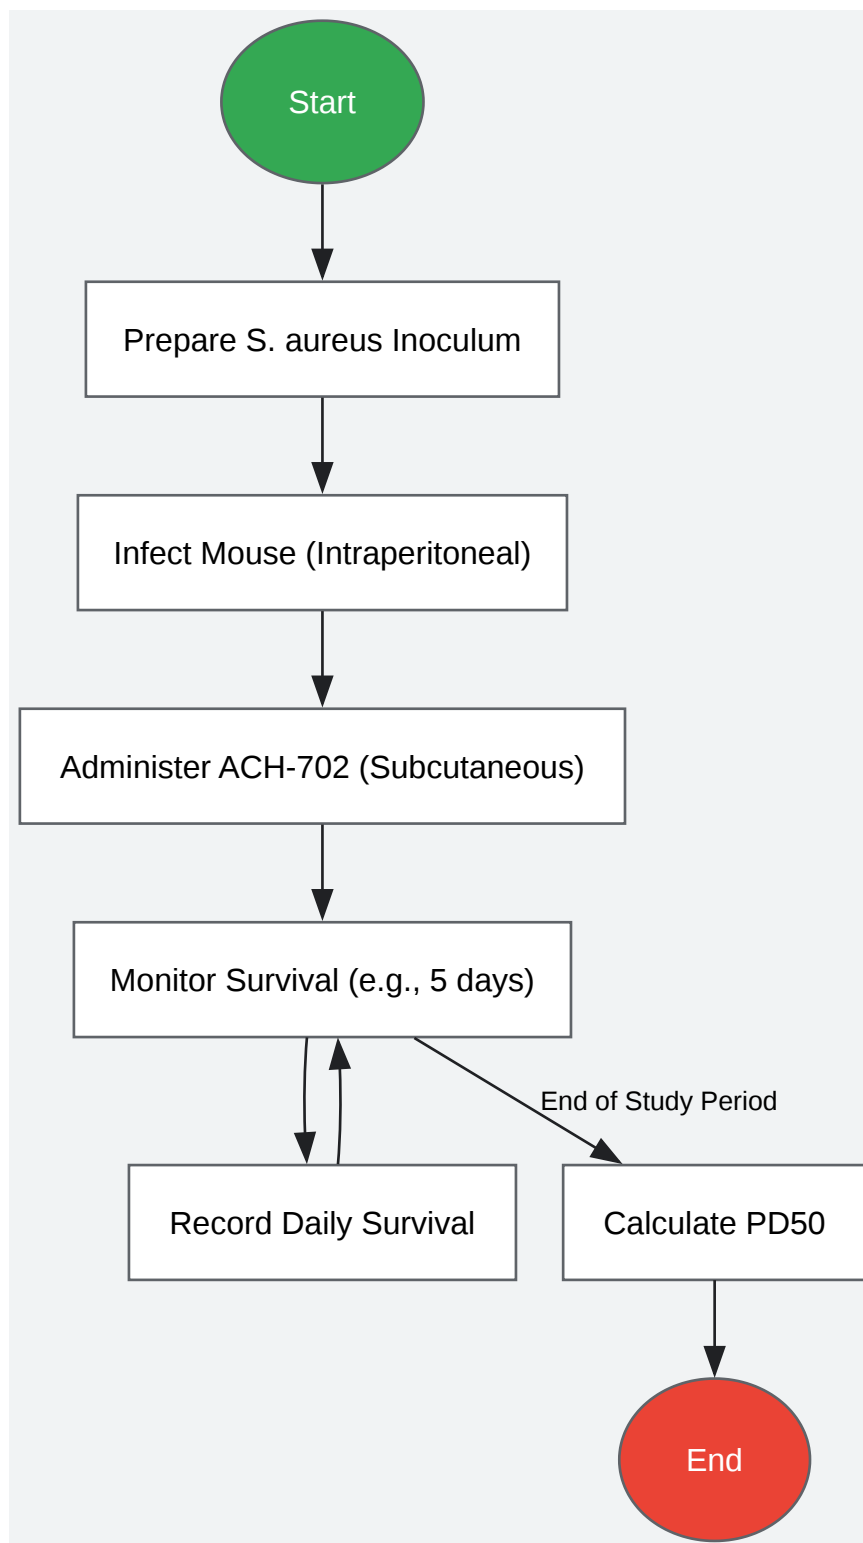 Start
Prepare S. aureus Inoculum
Infect Mouse (Intraperitoneal)
Administer ACH-702 (Subcutaneous)
Monitor Survival (e.g., 5 days)
End of Study Period
Record Daily Survival
Calculate PD50
End